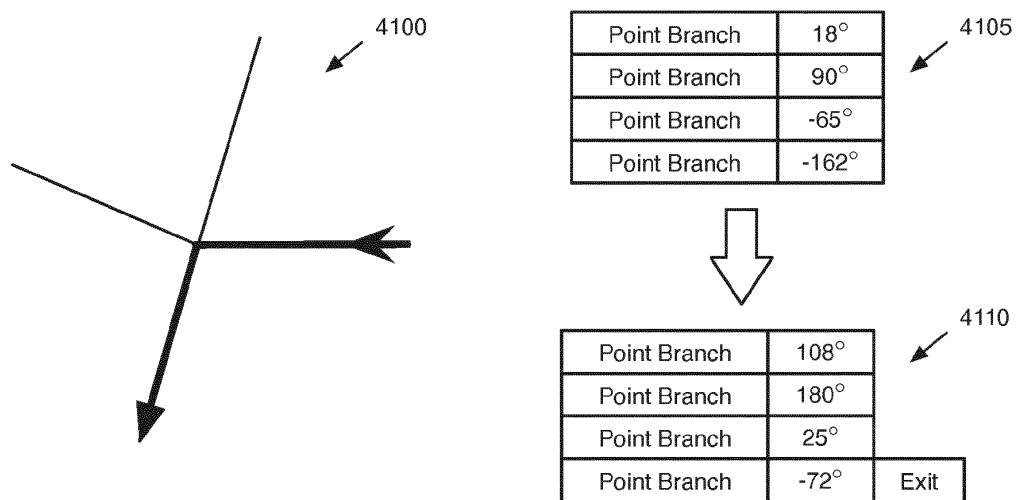 4100
Point Branch 18°
Point Branch 90°
Point Branch -65°
Point Branch -162°
4105
Point Branch 108°
Point Branch 180°
Point Branch 25°
Point Branch -72° Exit
4110